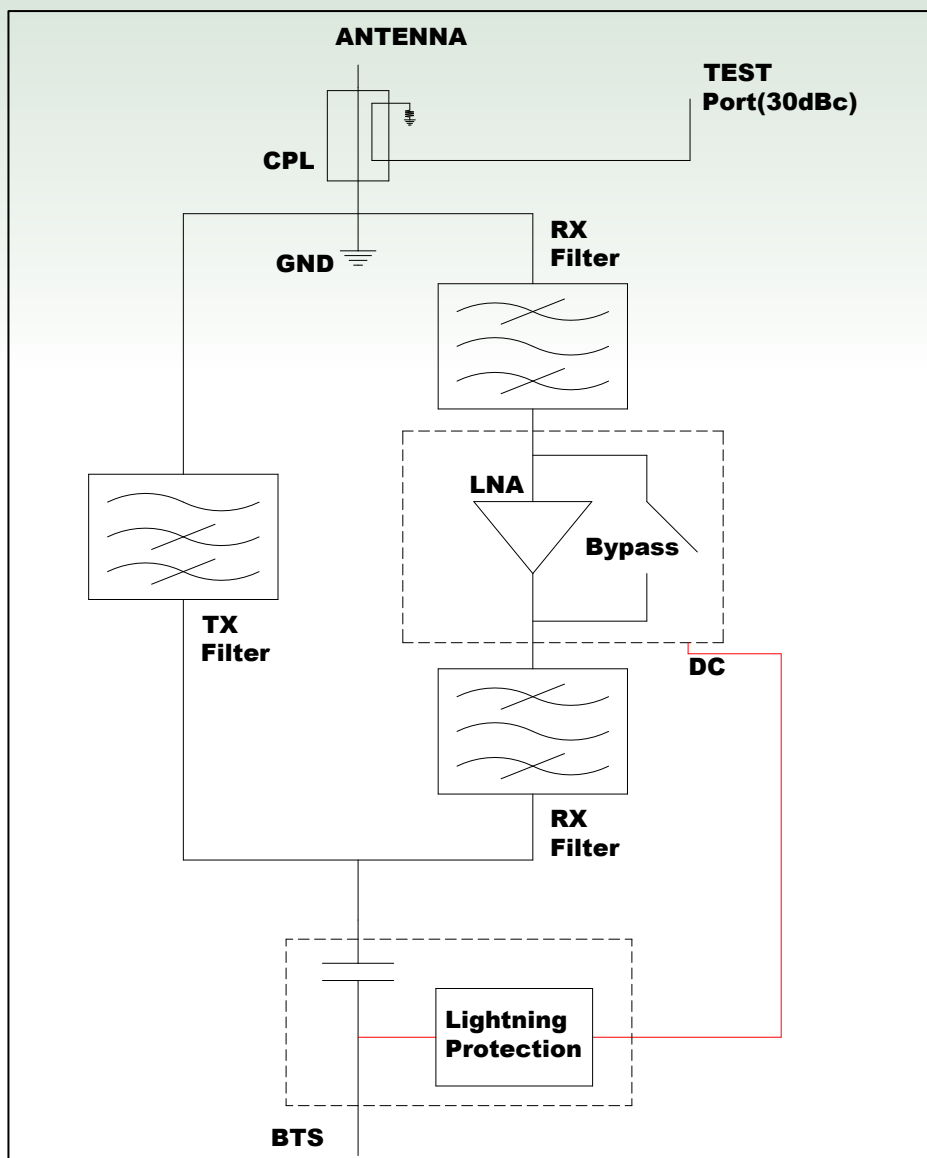 ANTENNA
TEST
Port(30dBc)
CPL
RX
Filter
GND
LNA
Bypass
TX
Filter
DC
RX
Filter
Lightning
Protection
BTS